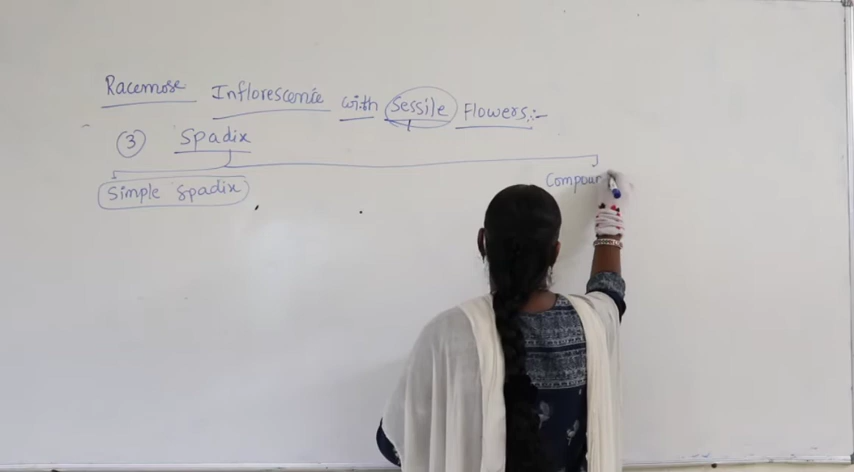 Racemose Inflorescence with Sessile Flowers:-
③ Spadix
Simple Spadix Compoun